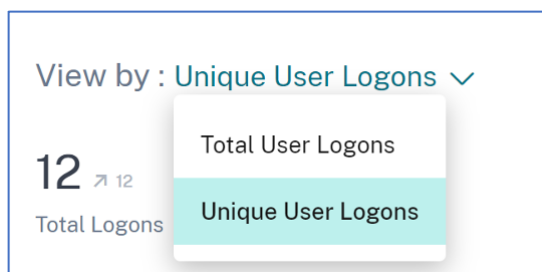 View by : Unique User Logons
Total User Logons
12 ↗ 12
Unique User Logons
Total Logons